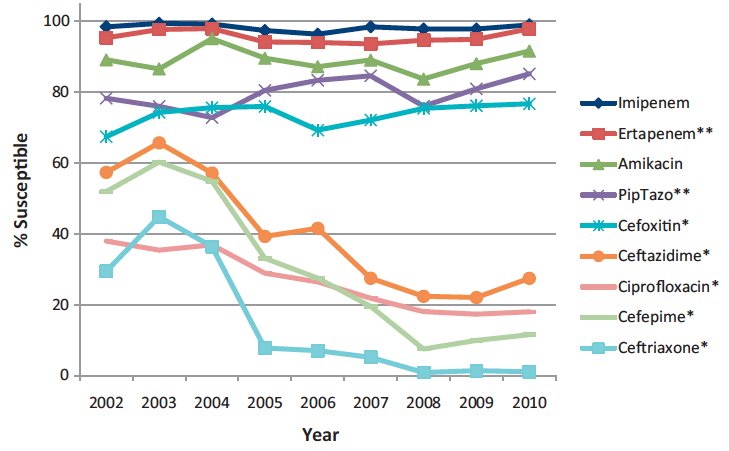 100
80
60
40
20
0
% Susceptible
2002 2003 2004 2005 2006 2007 2008 2009 2010
Year
Imipenem
Ertapenem**
Amikacin
PipTazo**
Cefoxitin*
Ceftazidime*
Ciprofloxacin*
Cefepime*
Ceftriaxone*